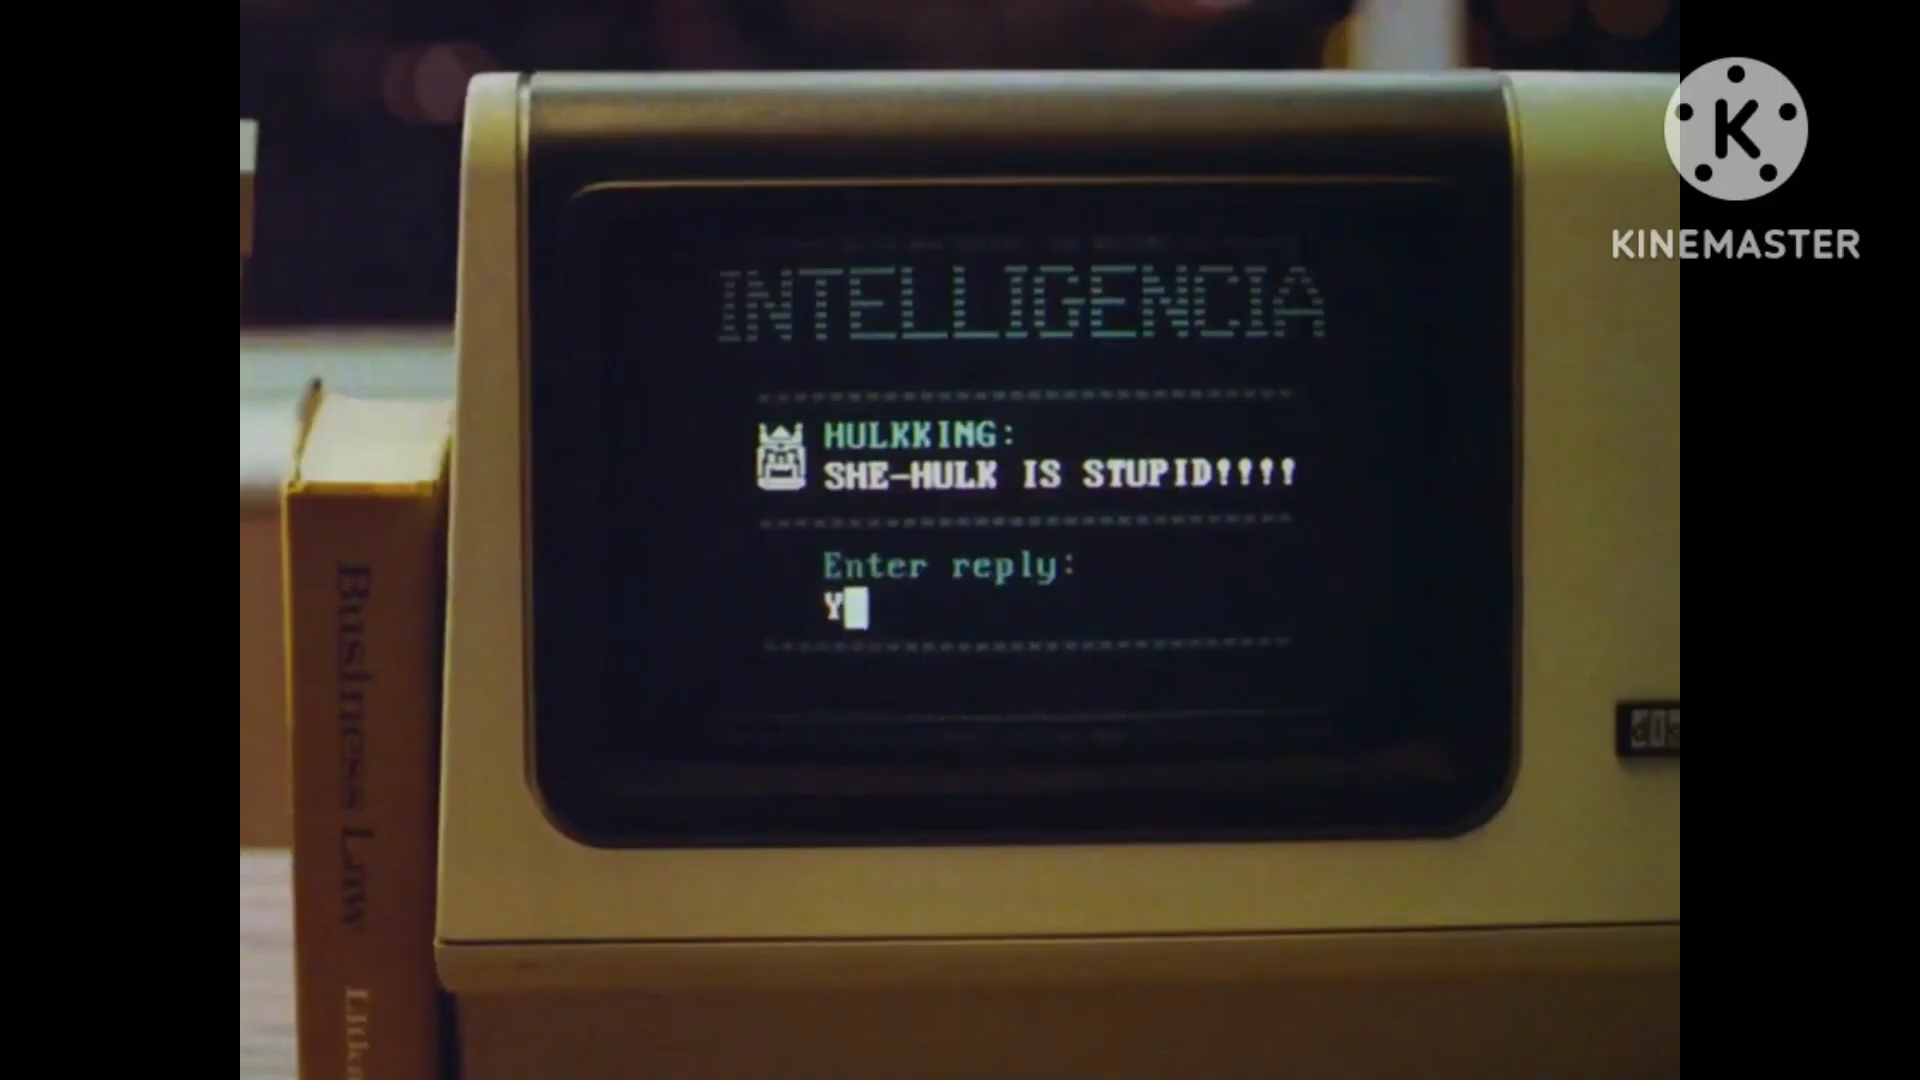 INTELLIGENCIA
HULKKING:
SHE-HULK IS STUPID!!!!
Enter reply:
Y
Business Law
K
KINEMASTER